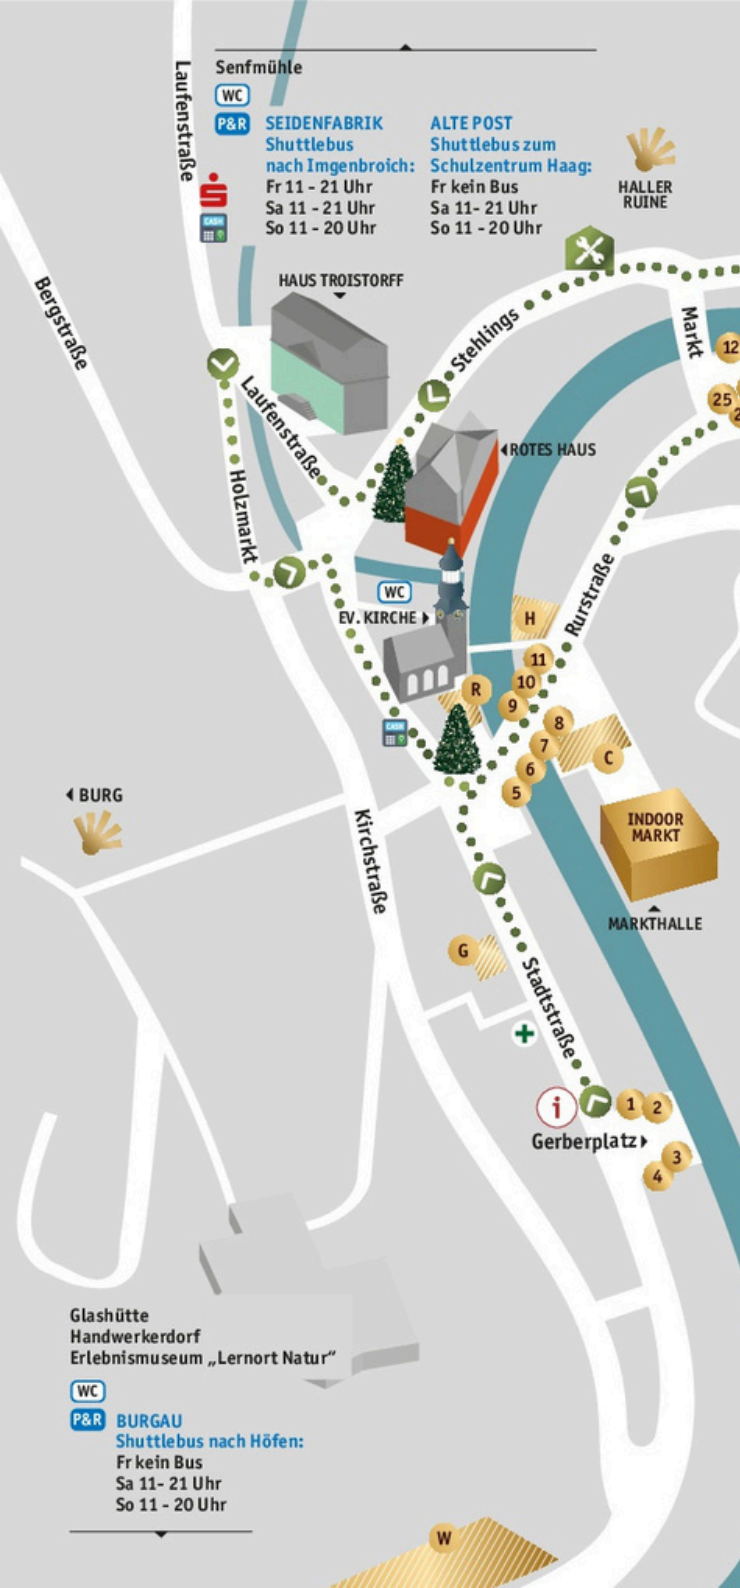 Senfmühle
WC
P&R
SEIDENFABRIK
Shuttlebus
nach Imgenbroich:
Fr 11 - 21 Uhr
Sa 11 - 21 Uhr
So 11 - 20 Uhr
ALTE POST
Shuttlebus zum
Schulzentrum Haag:
Fr kein Bus
Sa 11- 21 Uhr
So 11 - 20 Uhr
Laufenstraße
CASH
HALLER
RUINE
HAUS TROISTORFF
Bergstraße
Stehlings
Markt
12
25
2
Laufenstraße
ROTES HAUS
Holzmarkt
Rurstraße
WC
EV. KIRCHE
H
11
10
9
R
8
7
6
5
C
CASH
BURG
INDOOR
MARKT
MARKTHALLE
Kirchstraße
G
Stadtstraße
i
1
2
Gerberplatz
3
4
Glashütte
Handwerkerdorf
Erlebnismuseum „Lernort Natur“
WC
P&R
BURGAU
Shuttlebus nach Höfen:
Fr kein Bus
Sa 11- 21 Uhr
So 11 - 20 Uhr
W